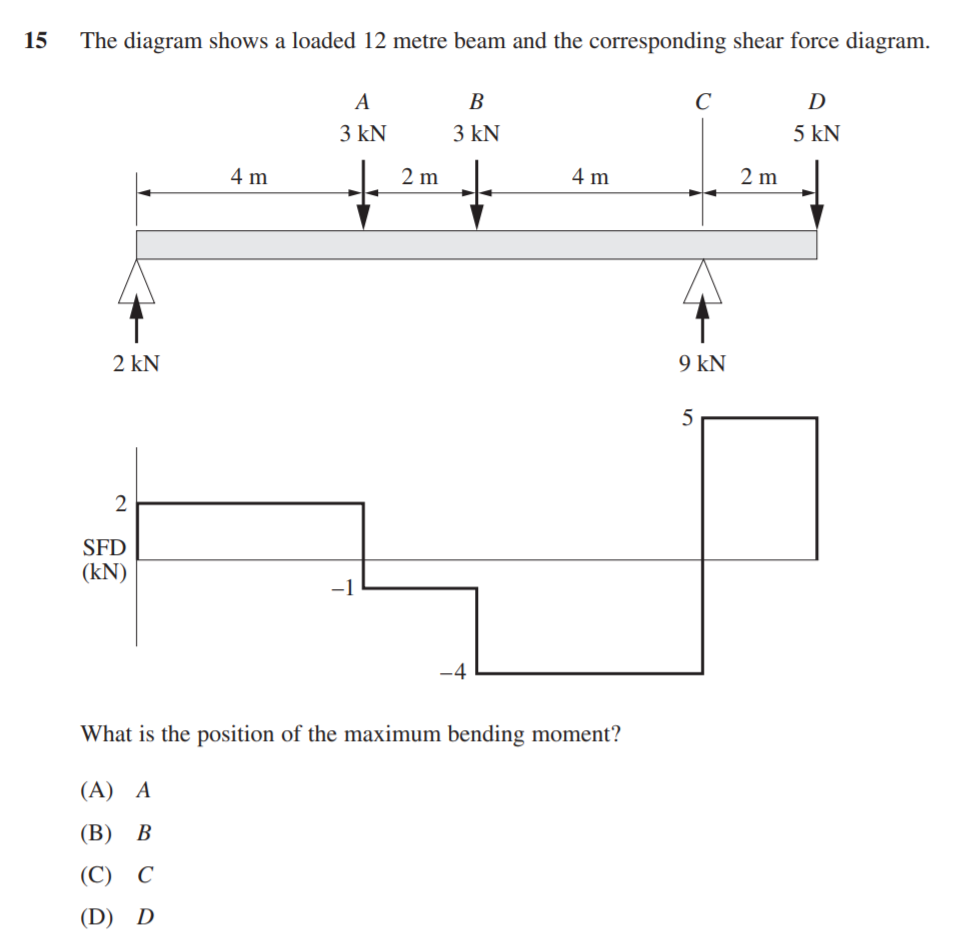 15 The diagram shows a loaded 12 metre beam and the corresponding shear force diagram.
A B C D
3 kN 3 kN 5 kN
4 m 2 m 4 m 2 m
2 kN 9 kN
5
2
SFD
(kN)
–1
–4
What is the position of the maximum bending moment?
(A) A
(B) B
(C) C
(D) D